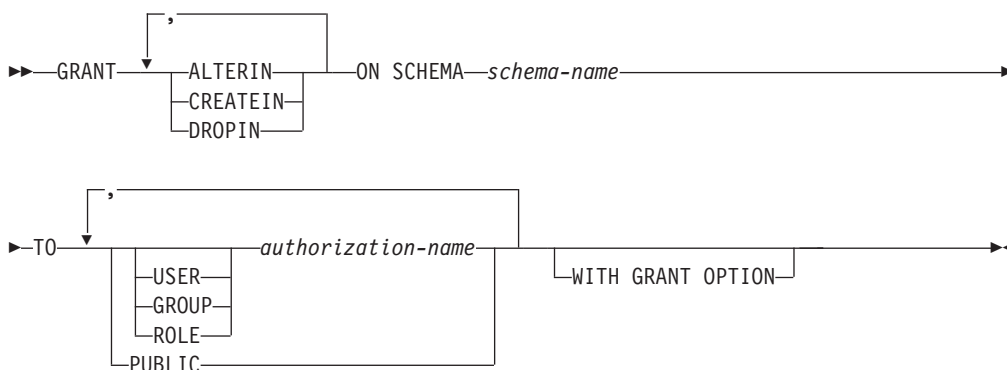 ,
GRANT ALTERIN ON SCHEMA schema-name
CREATEIN
DROPIN
,
TO authorization-name
USER WITH GRANT OPTION
GROUP
ROLE
PUBLIC